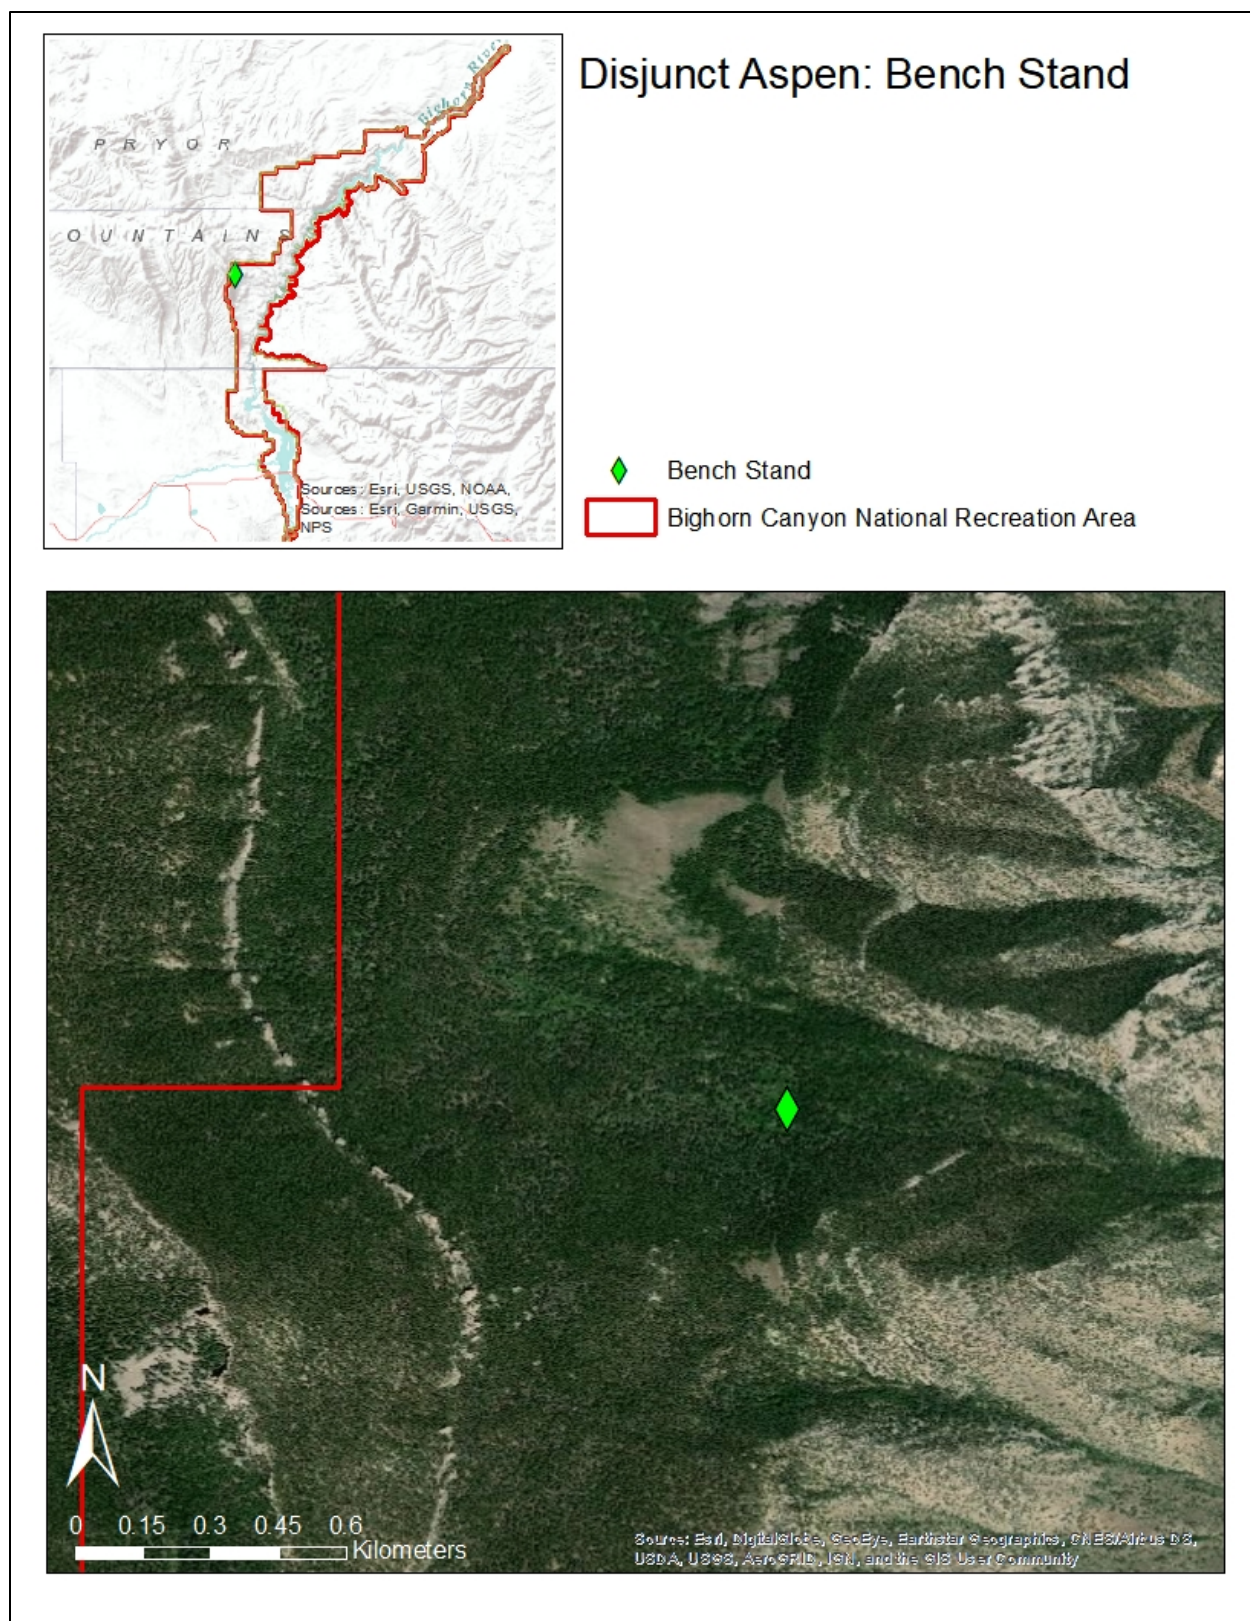 Disjunct Aspen: Bench Stand
Bighorn River
P R Y O R
O U N T A I N S
Sources: Esri, USGS, NOAA,
Sources: Esri, Garmin, USGS,
NPS
Bench Stand
Bighorn Canyon National Recreation Area
N
0 0.15 0.3 0.45 0.6
Kilometers
Source: Esri, DigitalGlobe, GeoEye, Earthstar Geographics, CNES/Airbus DS,
USDA, USGS, AeroGRID, IGN, and the GIS User Community